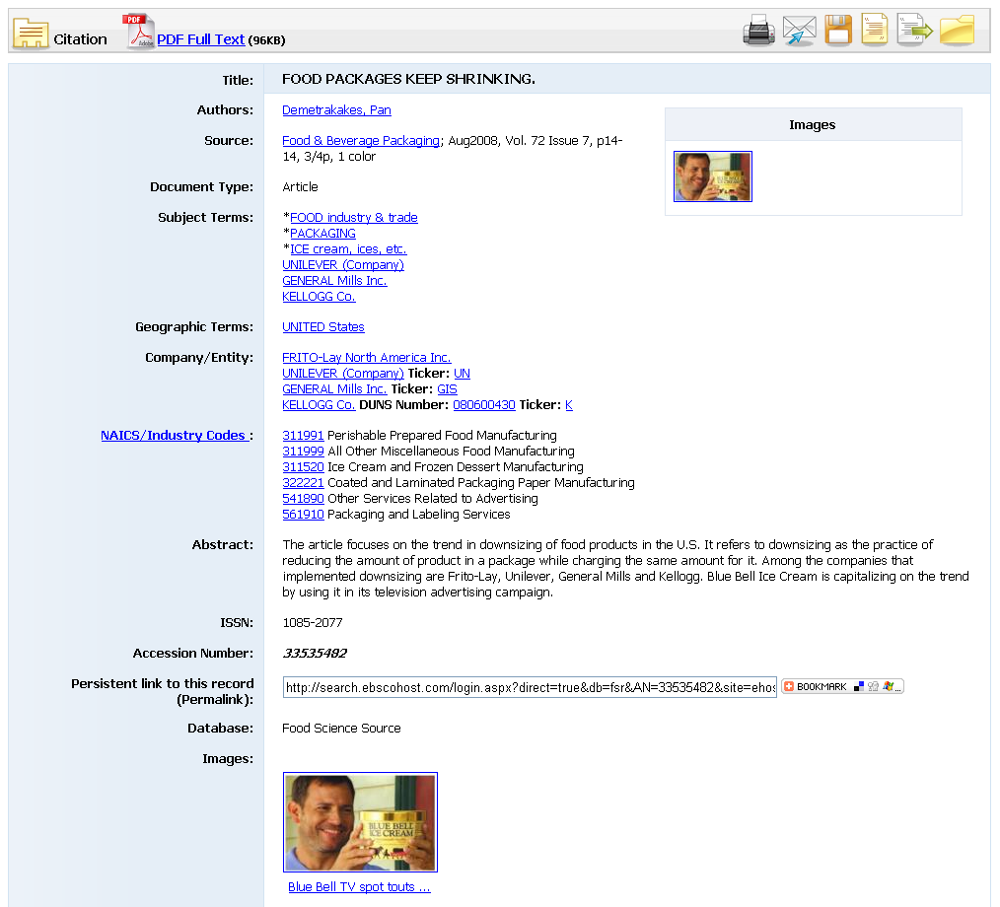 Citation PDF Full Text (96KB)
Title: FOOD PACKAGES KEEP SHRINKING.
Authors: Demetrakakes, Pan
Images
Source: Food & Beverage Packaging; Aug2008, Vol. 72 Issue 7, p14-
14, 3/4p, 1 color
Document Type: Article
Subject Terms: *FOOD industry & trade
*PACKAGING
*ICE cream, ices, etc.
UNILEVER (Company)
GENERAL Mills Inc.
KELLOGG Co.
Geographic Terms: UNITED States
Company/Entity: FRITO-Lay North America Inc.
UNILEVER (Company) Ticker: UN
GENERAL Mills Inc. Ticker: GIS
KELLOGG Co. DUNS Number: 080600430 Ticker: K
NAICS/Industry Codes : 311991 Perishable Prepared Food Manufacturing
311999 All Other Miscellaneous Food Manufacturing
311520 Ice Cream and Frozen Dessert Manufacturing
322221 Coated and Laminated Packaging Paper Manufacturing
541890 Other Services Related to Advertising
561910 Packaging and Labeling Services
Abstract: The article focuses on the trend in downsizing of food products in the U.S. It refers to downsizing as the practice of
reducing the amount of product in a package while charging the same amount for it. Among the companies that
implemented downsizing are Frito-Lay, Unilever, General Mills and Kellogg. Blue Bell Ice Cream is capitalizing on the trend
by using it in its television advertising campaign.
ISSN: 1085-2077
Accession Number: 33535482
Persistent link to this record
(Permalink): http://search.ebscohost.com/login.aspx?direct=true&db=fsr&AN=33535482&site=ehos
BOOKMARK
Database: Food Science Source
Images:
BLUE BELL
ICE CREAM
Blue Bell TV spot touts ...